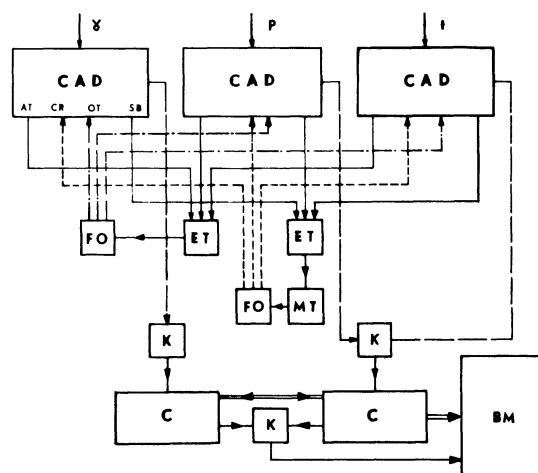 γ p t
CAD CAD CAD
AT CR OT SB
FO ET ET
FO MT
K K
C C BM
K